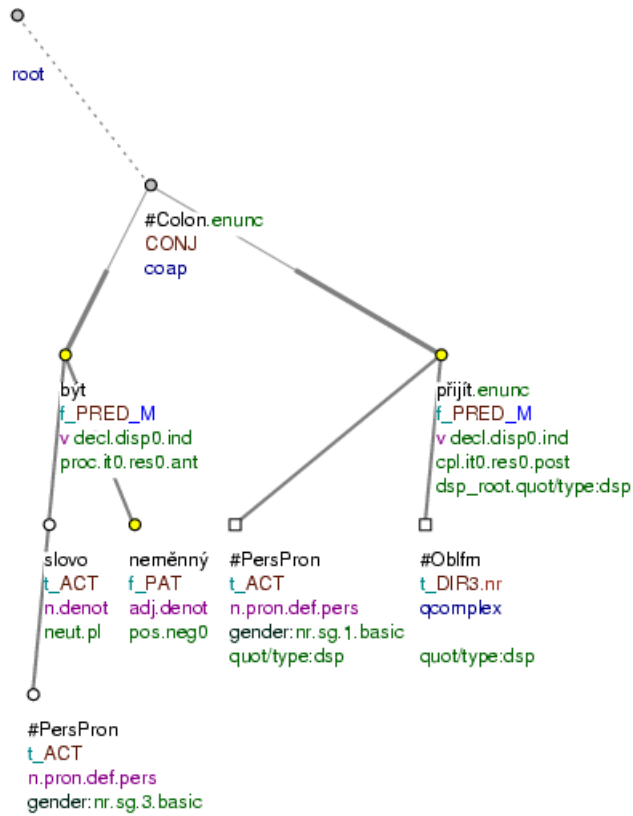 root
#Colon.enunc
CONJ
coap
být
f_PRED_M
v decl.disp0.ind
proc.it0.res0.ant
přijít.enunc
f_PRED_M
v decl.disp0.ind
cpl.it0.res0.post
dsp_root.quot/type:dsp
slovo
t_ACT
n.denot
neut.pl
neměnný
f_PAT
adj.denot
pos.neg0
#PersPron
t_ACT
n.pron.def.pers
gender:nr.sg.1.basic
quot/type:dsp
#Oblfm
t_DIR3.nr
qcomplex
quot/type:dsp
#PersPron
t_ACT
n.pron.def.pers
gender:nr.sg.3.basic